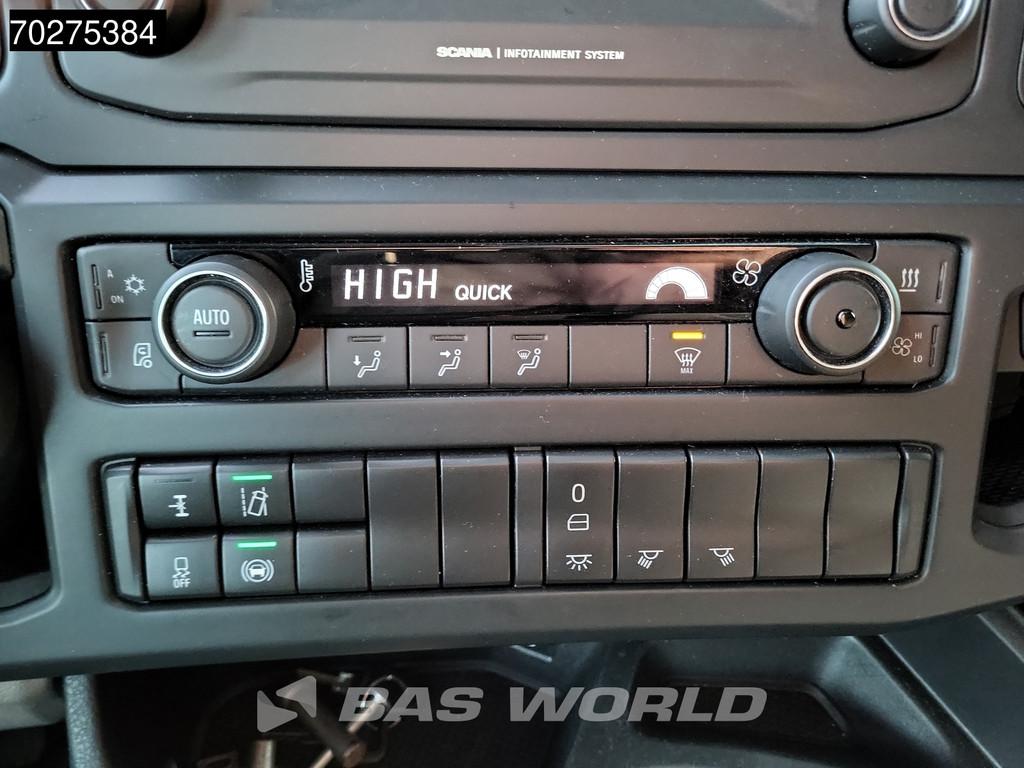 70275384
SCANIA | INFOTAINMENT SYSTEM
A
ON
AUTO
HIGH QUICK
MAX
HI
LO
0
OFF
BAS WORLD